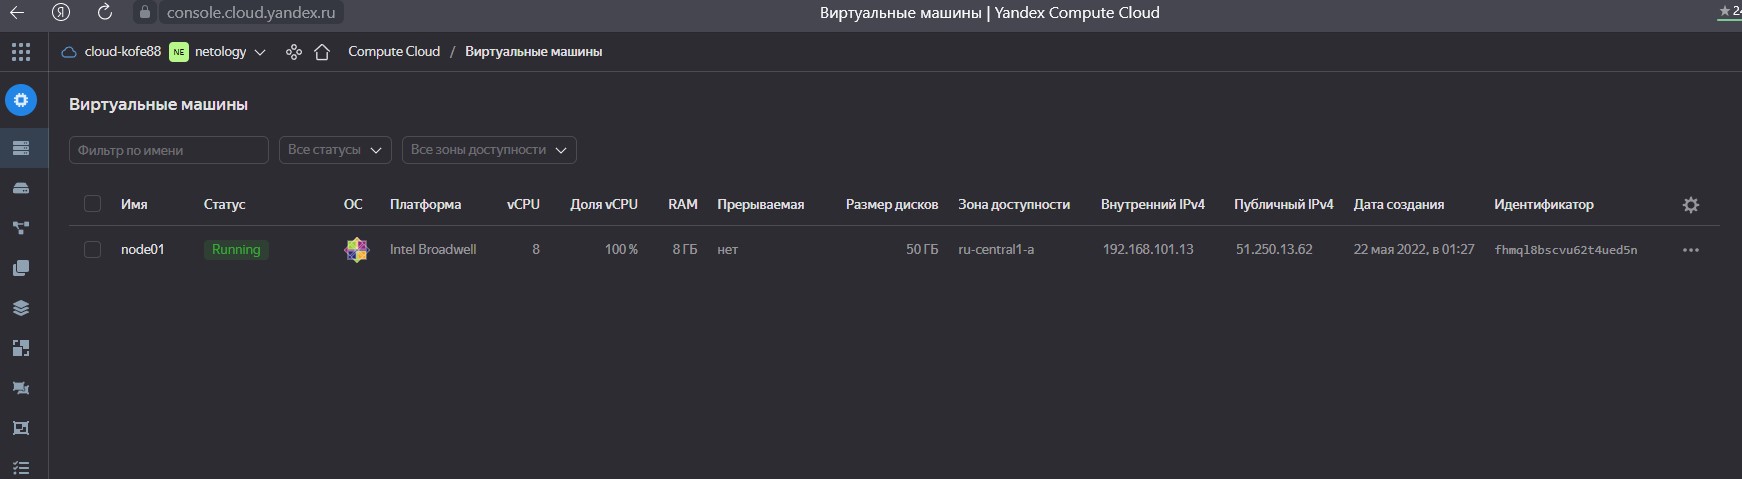 console.cloud.yandex.ru Виртуальные машины | Yandex Compute Cloud ★ 24
cloud-kofe88 NE netology Compute Cloud / Виртуальные машины
Виртуальные машины
Фильтр по имени Все статусы Все зоны доступности
Имя Статус ОС Платформа vCPU Доля vCPU RAM Прерываемая Размер дисков Зона доступности Внутренний IPv4 Публичный IPv4 Дата создания Идентификатор
node01 Running Intel Broadwell 8 100 % 8 ГБ нет 50 ГБ ru-central1-a 192.168.101.13 51.250.13.62 22 мая 2022, в 01:27 fhmql8bscvu62t4ued5n